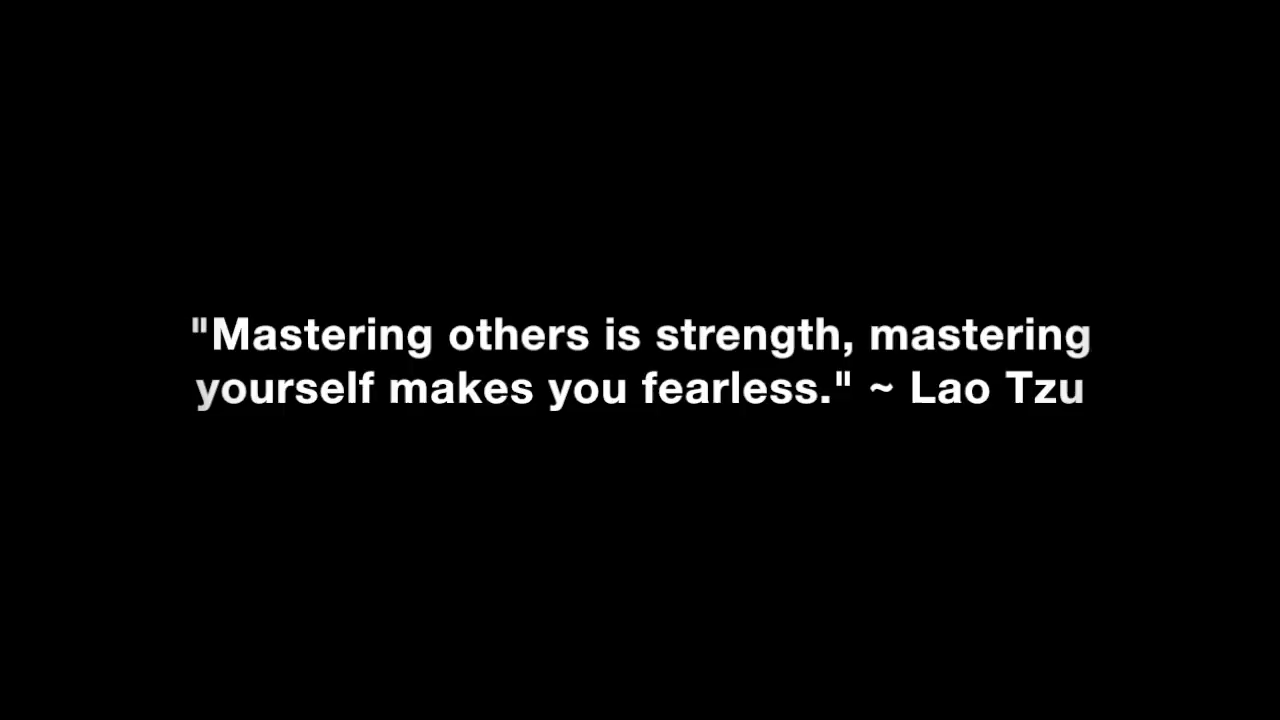 "Mastering others is strength, mastering
yourself makes you fearless." ~ Lao Tzu